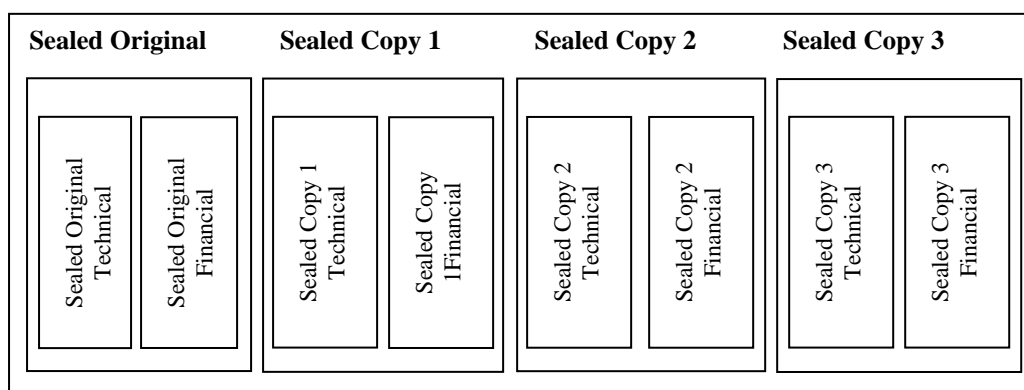 Sealed Original
Sealed Copy 1
Sealed Copy 2
Sealed Copy 3
Sealed Original
Technical
Sealed Original
Financial
Sealed Copy 1
Technical
Sealed Copy
1Financial
Sealed Copy 2
Technical
Sealed Copy 2
Financial
Sealed Copy 3
Technical
Sealed Copy 3
Financial